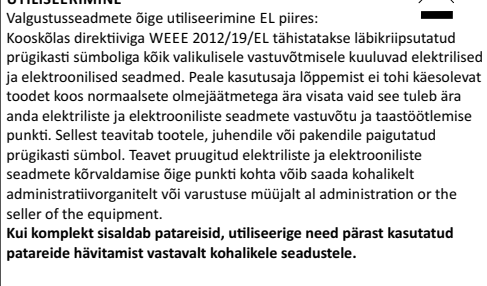 UTILISEERIMINE
Valgustusseadmete õige utiliseerimine EL piires:
Kooskõlas direktiiviga WEEE 2012/19/EL tähistatakse läbikriipsutatud
prügikasti sümboliga kõik valikulisele vastuvõtmisele kuuluvad elektrilised
ja elektroonilised seadmed. Peale kasutusaja lõppemist ei tohi käesolevat
toodet koos normaalsete olmejäätmetega ära visata vaid see tuleb ära
anda elektriliste ja elektrooniliste seadmete vastuvõtu ja taastöötlemise
punkti. Sellest teavitab tootele, juhendile või pakendile paigutatud
prügikasti sümbol. Teavet pruugitud elektriliste ja elektrooniliste
seadmete kõrvaldamise õige punkti kohta võib saada kohalikelt
administratiivorganitelt või varustuse müüjalt al administration or the
seller of the equipment.
Kui komplekt sisaldab patareisid, utiliseerige need pärast kasutatud
patareide hävitamist vastavalt kohalikele seadustele.